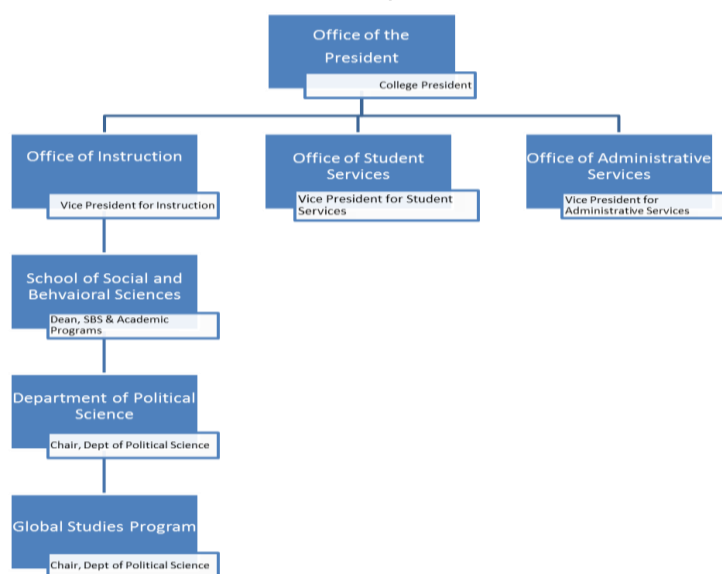 Office of the
President
College President
Office of Instruction
Vice President for Instruction
Office of Student
Services
Vice President for Student
Services
Office of Administrative
Services
Vice President for
Administrative Services
School of Social and
Behvaioral Sciences
Dean, SBS & Academic
Programs
Department of Political
Science
Chair, Dept of Political Science
Global Studies Program
Chair, Dept of Political Science